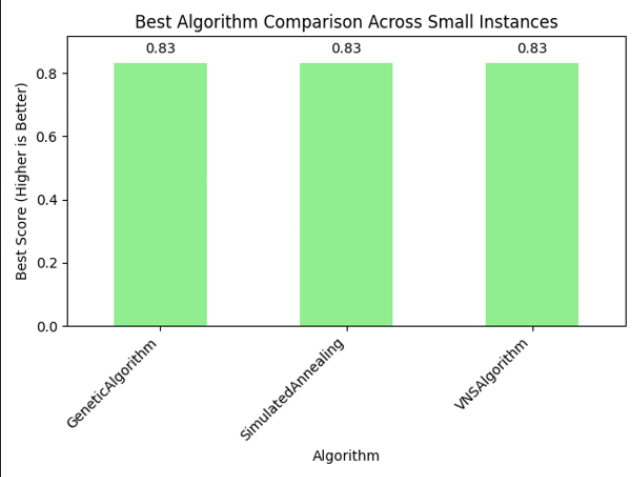 Best Algorithm Comparison Across Small Instances
0.83
0.83
0.83
Best Score (Higher is Better)
0.8
0.6
0.4
0.2
0.0
GeneticAlgorithm
SimulatedAnnealing
VNSAlgorithm
Algorithm